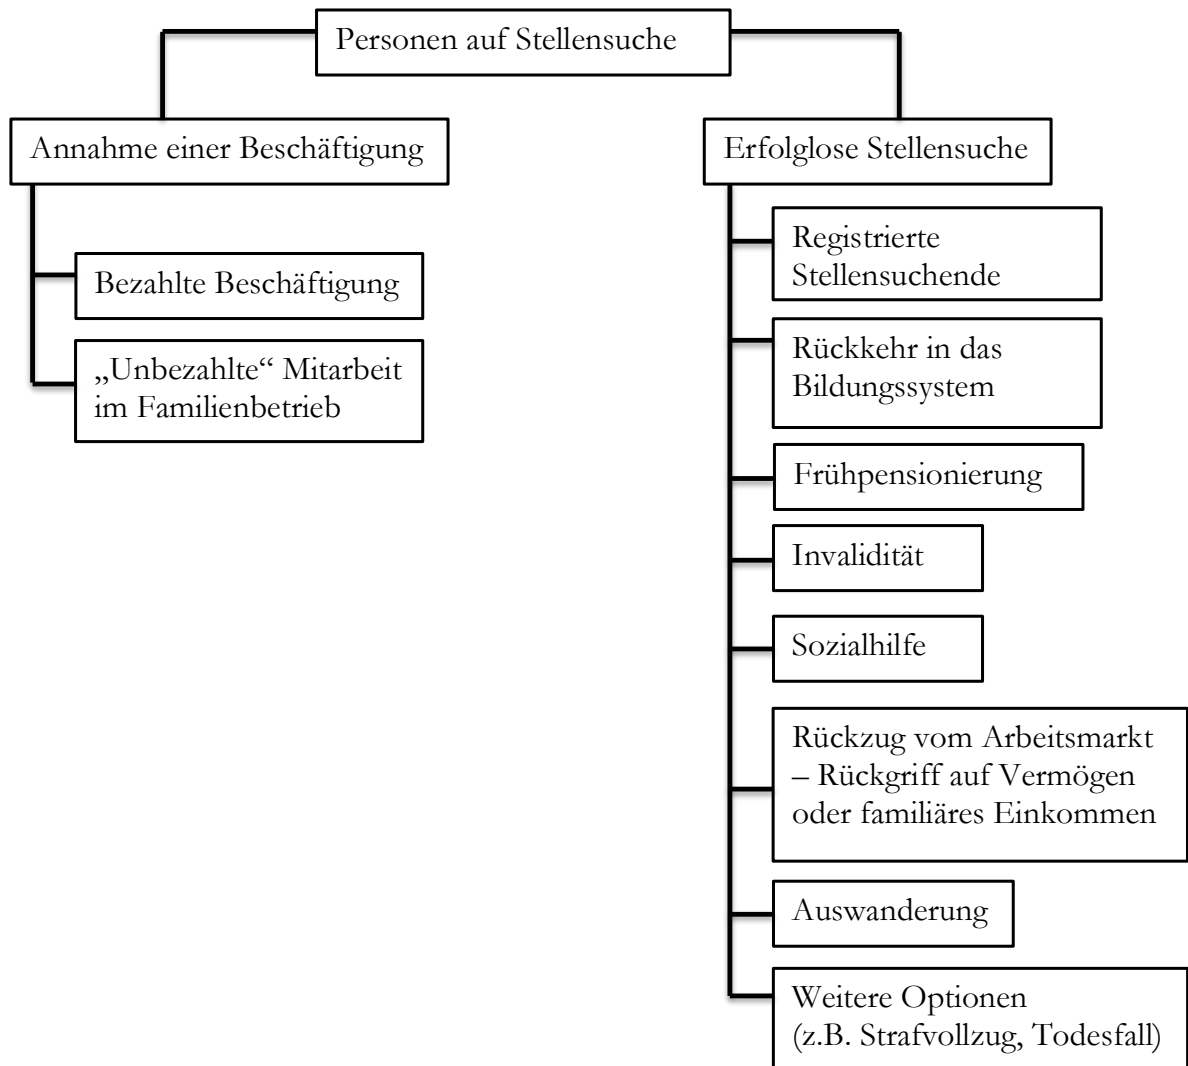 Personen auf Stellensuche
Annahme einer Beschäftigung
Bezahlte Beschäftigung
„Unbezahlte“ Mitarbeit
im Familienbetrieb
Erfolglose Stellensuche
Registrierte
Stellensuchende
Rückkehr in das
Bildungssystem
Frühpensionierung
Invalidität
Sozialhilfe
Rückzug vom Arbeitsmarkt
– Rückgriff auf Vermögen
oder familiäres Einkommen
Auswanderung
Weitere Optionen
(z.B. Strafvollzug, Todesfall)